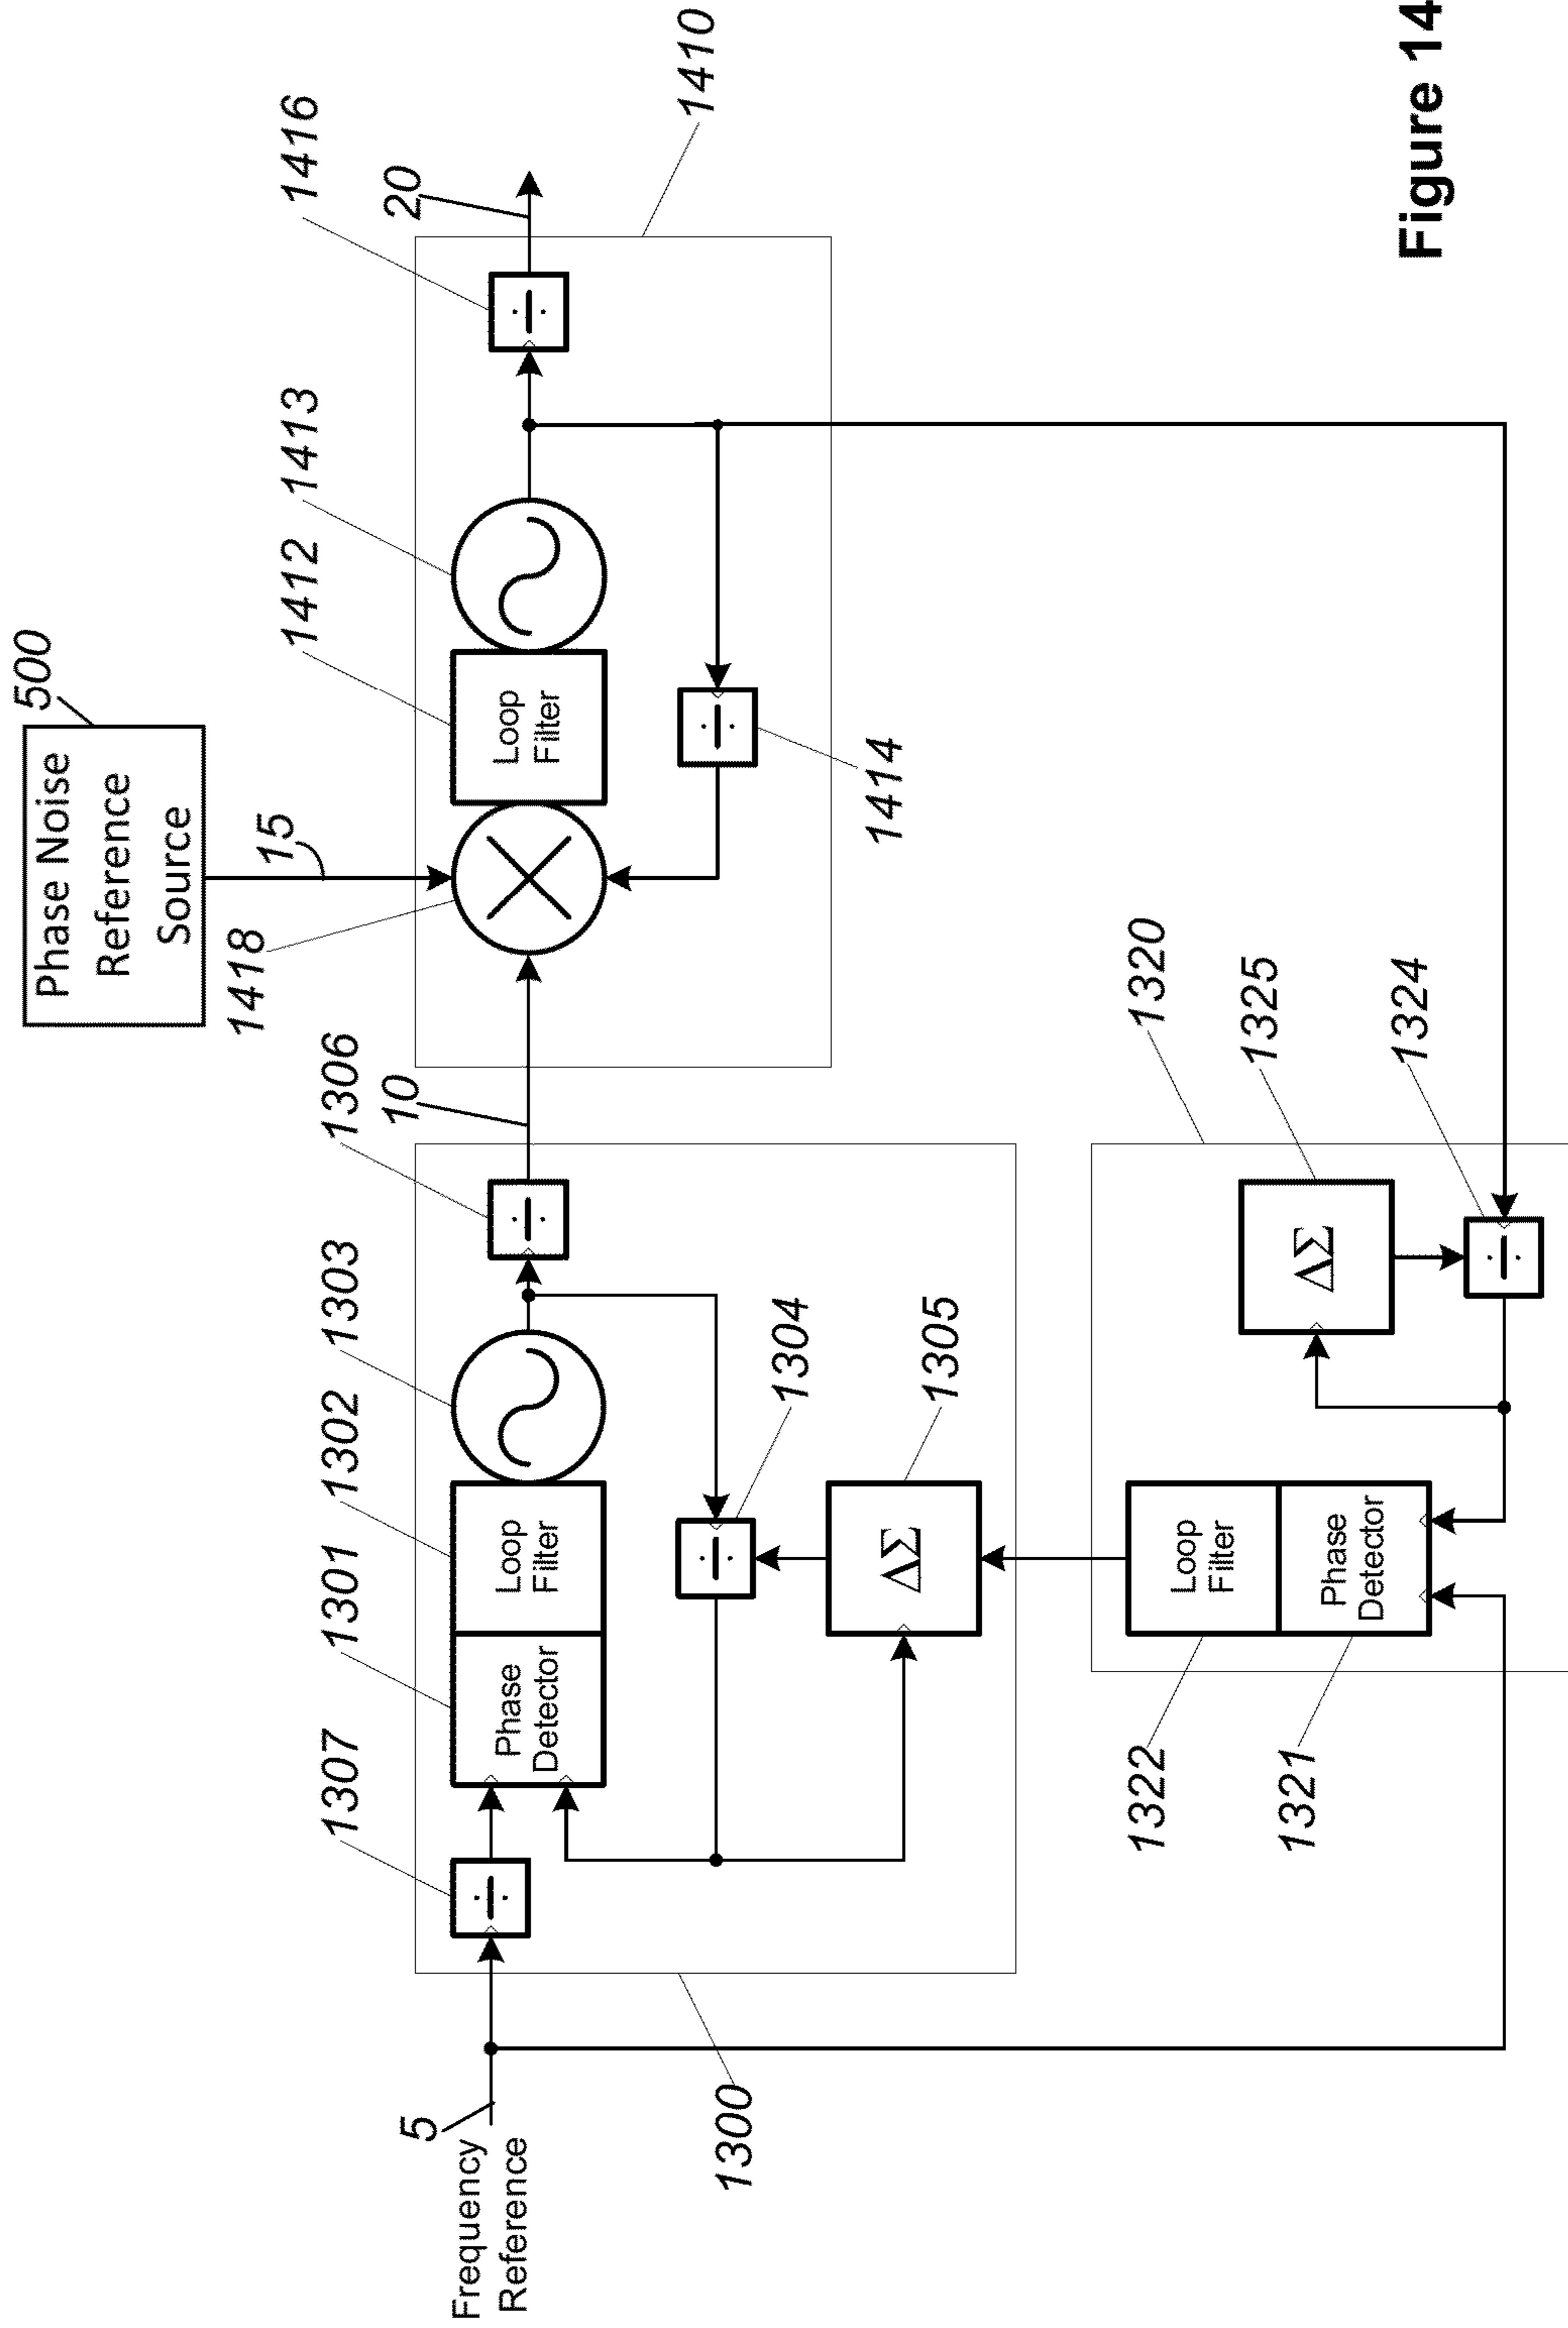 Phase Noise
Reference
Source
500
15
1418
1412
1413
1416
20
1410
1414
10
1306
1303
1302
1301
1307
Phase
Detector
Loop
Filter
Loop
Filter
÷
÷
÷
÷
÷
1304
1305
ΔΣ
5
Frequency
Reference
1300
1320
1325
1324
ΔΣ
÷
Loop
Filter
Phase
Detector
1322
1321
Figure 14